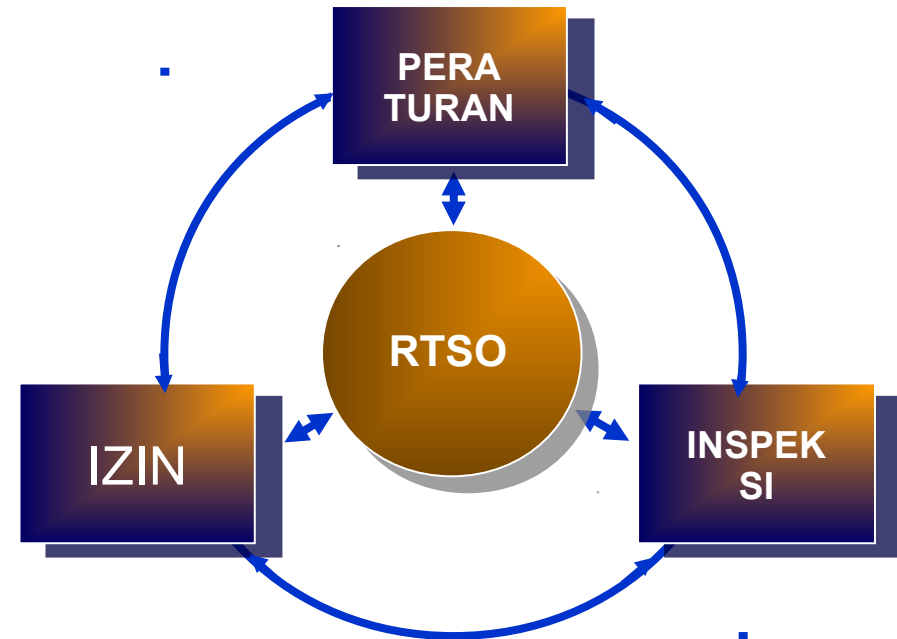 PERA
TURAN
RTSO
IZIN
INSPEK
SI